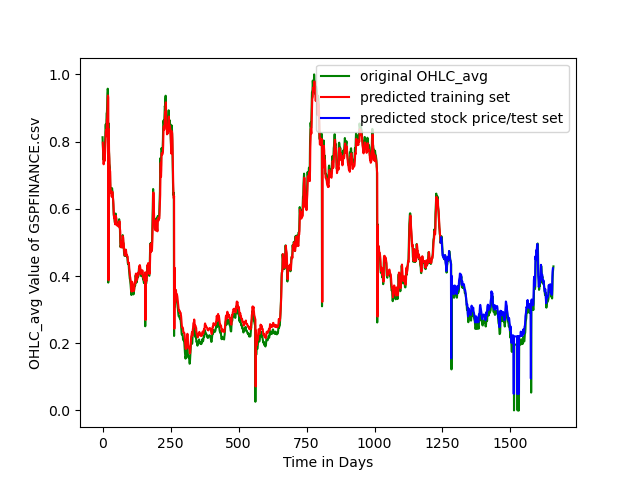 original OHLC_avg
predicted training set
predicted stock price/test set
OHLC_avg Value of GSPFINANCE.csv
1.0
0.8
0.6
0.4
0.2
0.0
0 250 500 750 1000 1250 1500
Time in Days